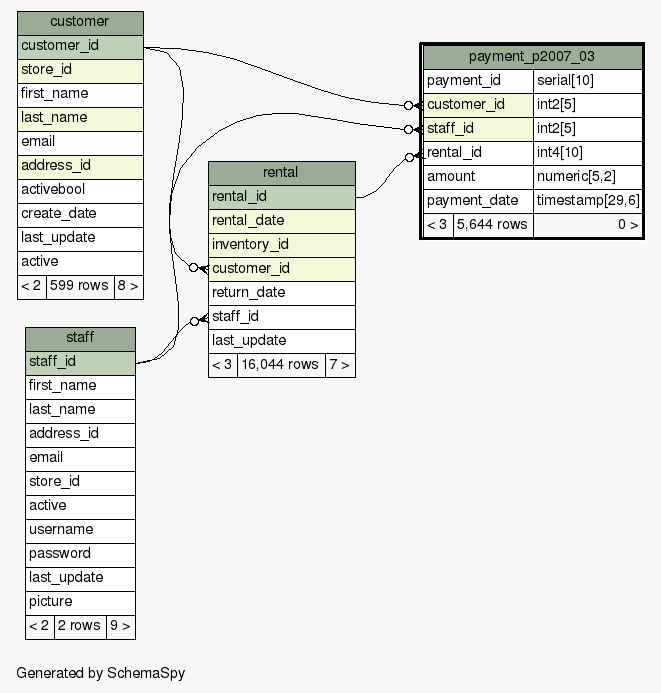 customer
customer_id
store_id
first_name
last_name
email
address_id
activebool
create_date
last_update
active
< 2 599 rows 8 >
staff
staff_id
first_name
last_name
address_id
email
store_id
active
username
password
last_update
picture
< 2 2 rows 9 >
rental
rental_id
rental_date
inventory_id
customer_id
return_date
staff_id
last_update
< 3 16,044 rows 7 >
payment_p2007_03
payment_id serial[10]
customer_id int2[5]
staff_id int2[5]
rental_id int4[10]
amount numeric[5,2]
payment_date timestamp[29,6]
< 3 5,644 rows 0 >
Generated by SchemaSpy